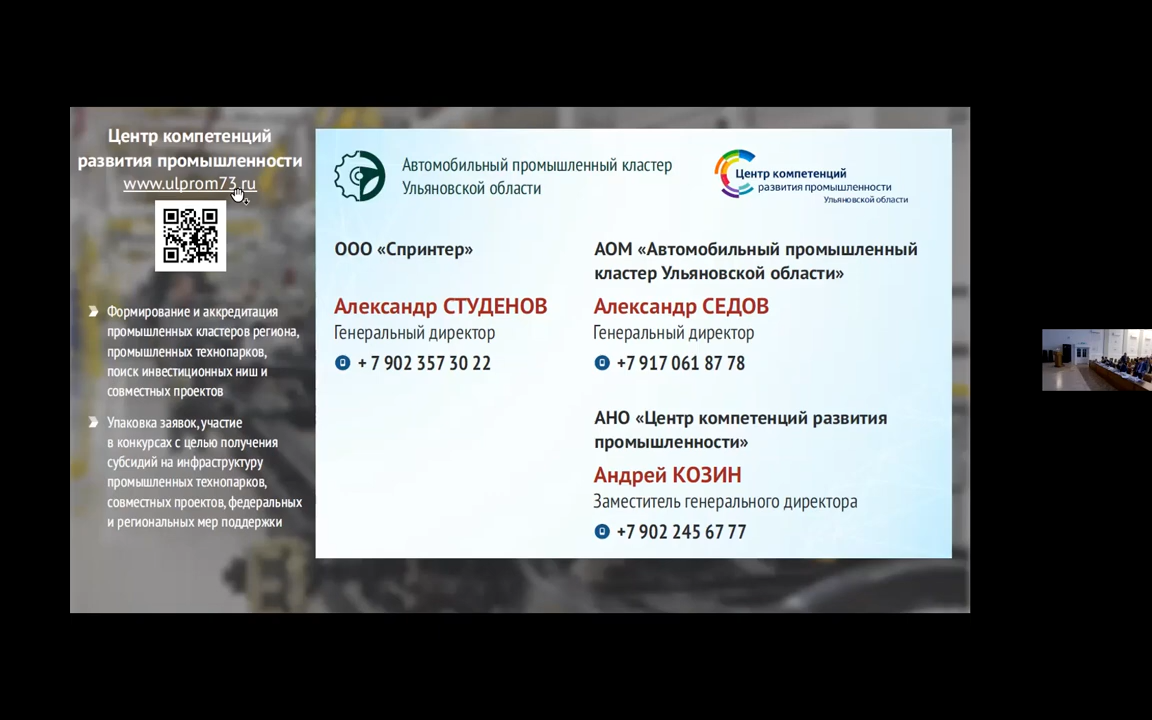 Центр компетенций
развития промышленности
www.ulprom73.ru
Формирование и аккредитация
промышленных кластеров региона,
промышленных технопарков,
поиск инвестиционных ниш и
совместных проектов
Упаковка заявок, участие
в конкурсах с целью получения
субсидий на инфраструктуру
промышленных технопарков,
совместных проектов, федеральных
и региональных мер поддержки
Автомобильный промышленный кластер
Ульяновской области
Центр компетенций
развития промышленности
Ульяновской области
ООО «Спринтер»
Александр СТУДЕНОВ
Генеральный директор
+ 7 902 357 30 22
АОМ «Автомобильный промышленный
кластер Ульяновской области»
Александр СЕДОВ
Генеральный директор
+7 917 061 87 78
АНО «Центр компетенций развития
промышленности»
Андрей КОЗИН
Заместитель генерального директора
+7 902 245 67 77